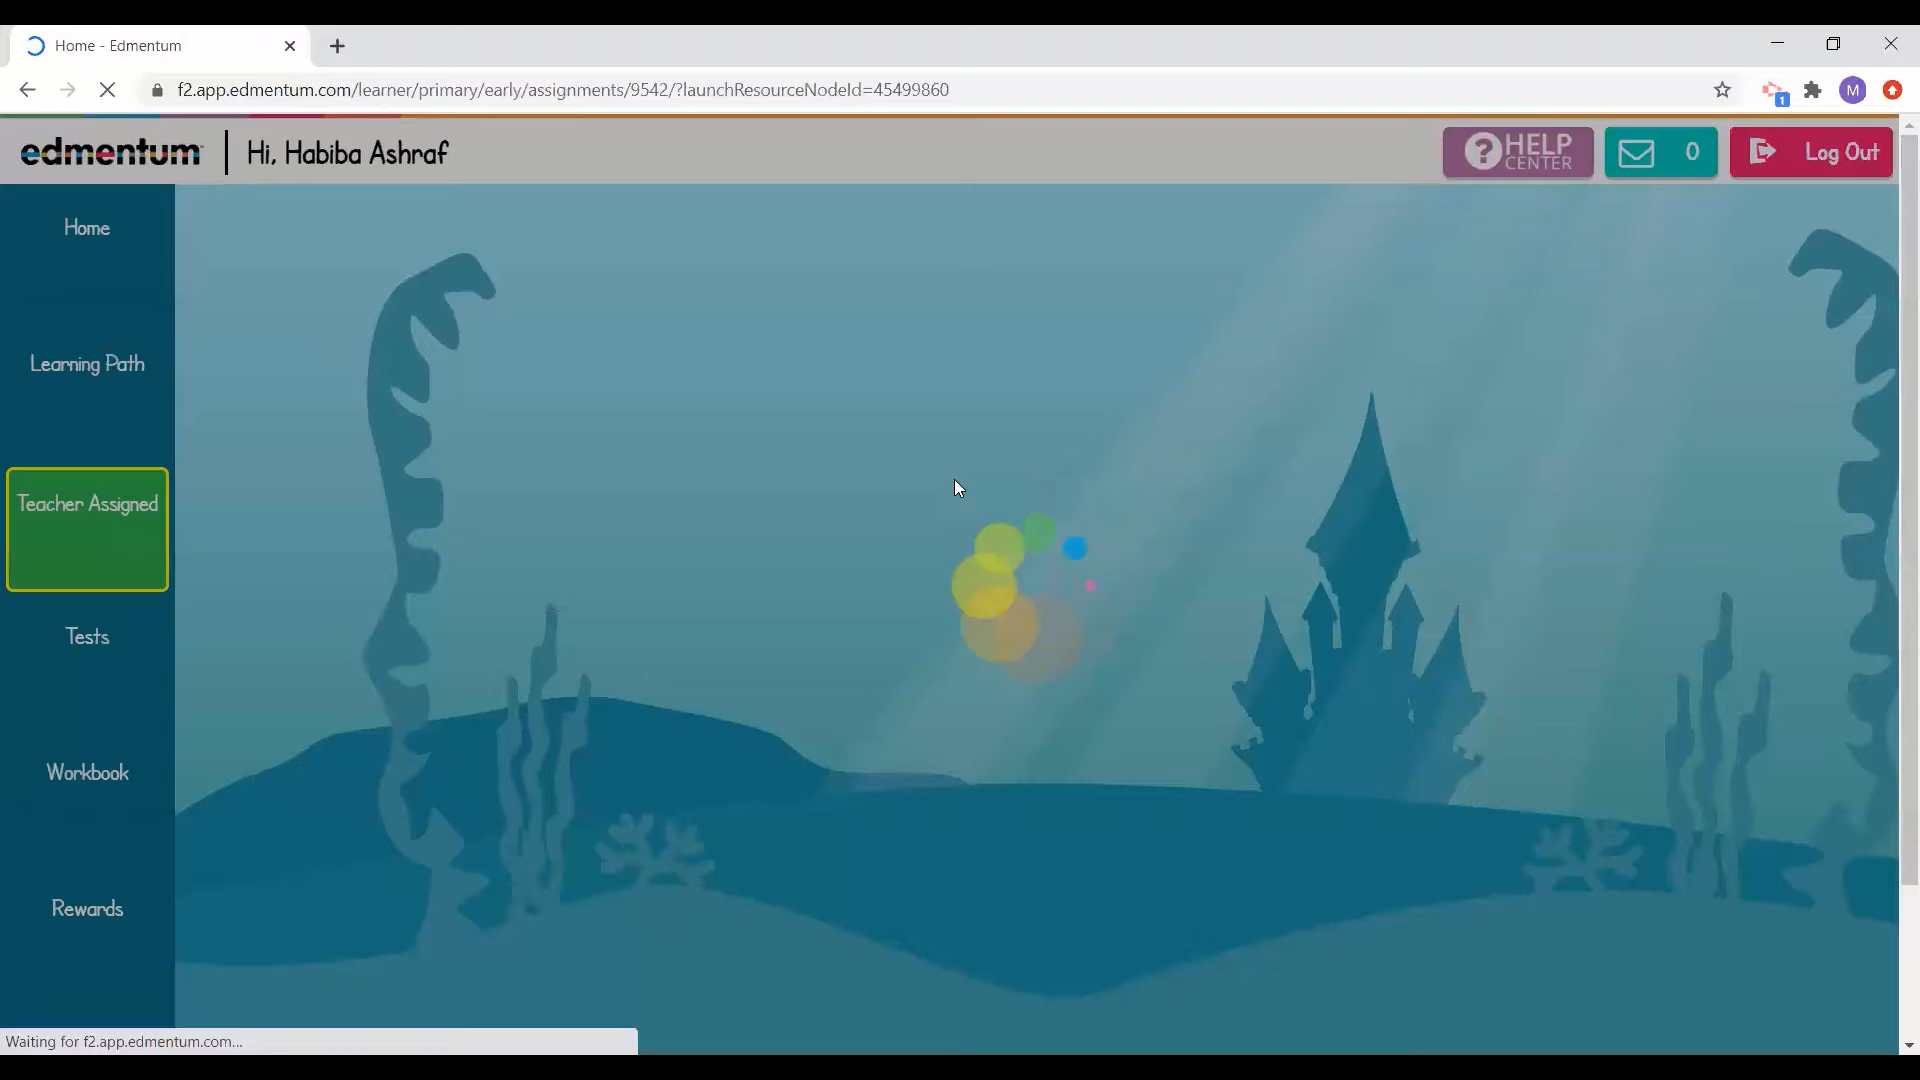 Home - Edmentum
f2.app.edmentum.com/learner/primary/early/assignments/9542/?launchResourceNodeId=45499860
M
1
edmentum
Hi, Habiba Ashraf
? HELP
CENTER
0
Log Out
Home
Learning Path
Teacher Assigned
Tests
Workbook
Rewards
Waiting for f2.app.edmentum.com...